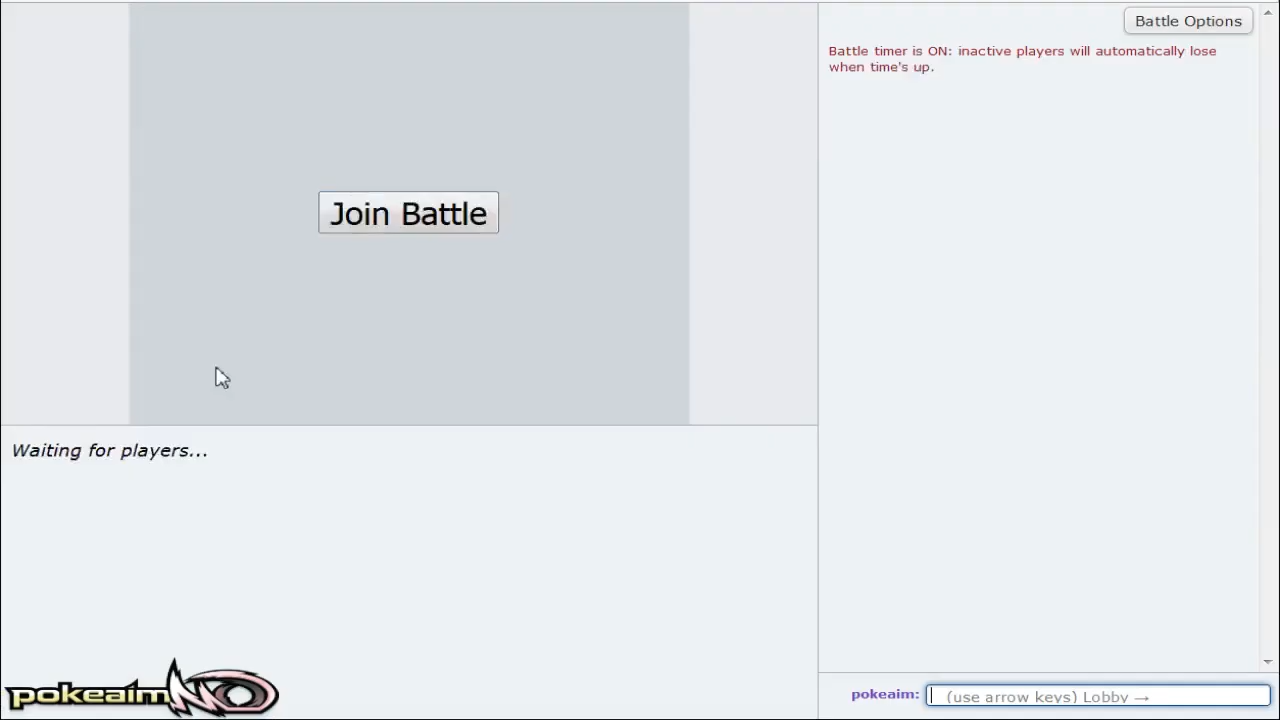 Battle Options
Battle timer is ON: inactive players will automatically lose
when time's up.
Join Battle
Waiting for players...
pokeaimNO
pokeaim: (use arrow keys) Lobby →